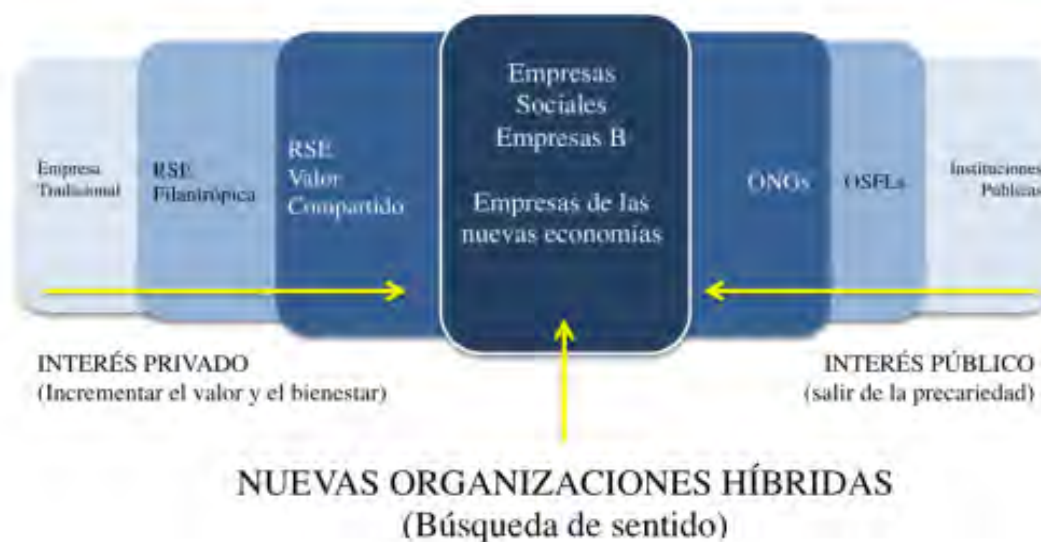 Empresa
Tradicional
RSE
Filantrópica
RSE
Valor
Compartido
Empresas
Sociales
Empresas B
Empresas de las
nuevas economías
ONGs
OSFLs
Instituciones
Públicas
INTERÉS PRIVADO
(Incrementar el valor y el bienestar)
INTERÉS PÚBLICO
(salir de la precariedad)
NUEVAS ORGANIZACIONES HÍBRIDAS
(Búsqueda de sentido)